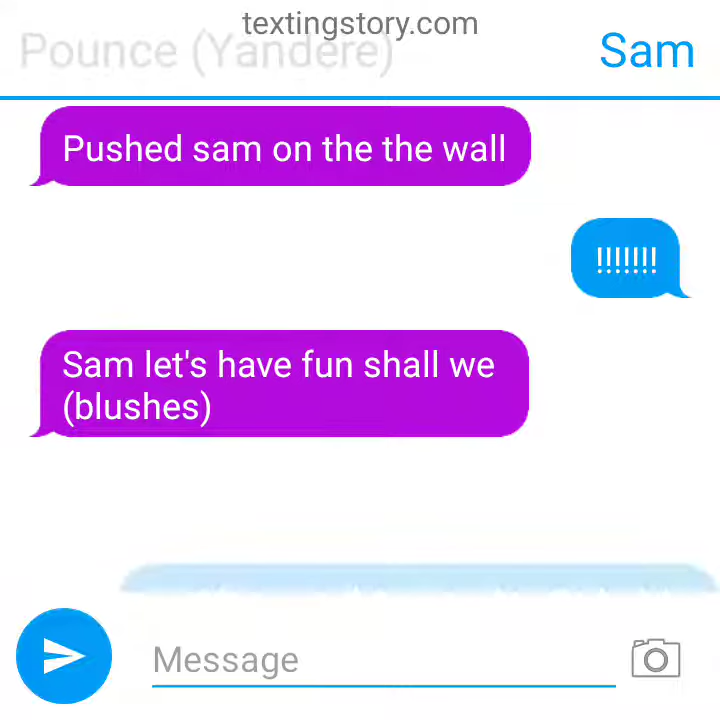 textingstory.com
Pounce (Yandere)
Sam
Pushed sam on the the wall
!!!!!!!
Sam let's have fun shall we
(blushes)
Message